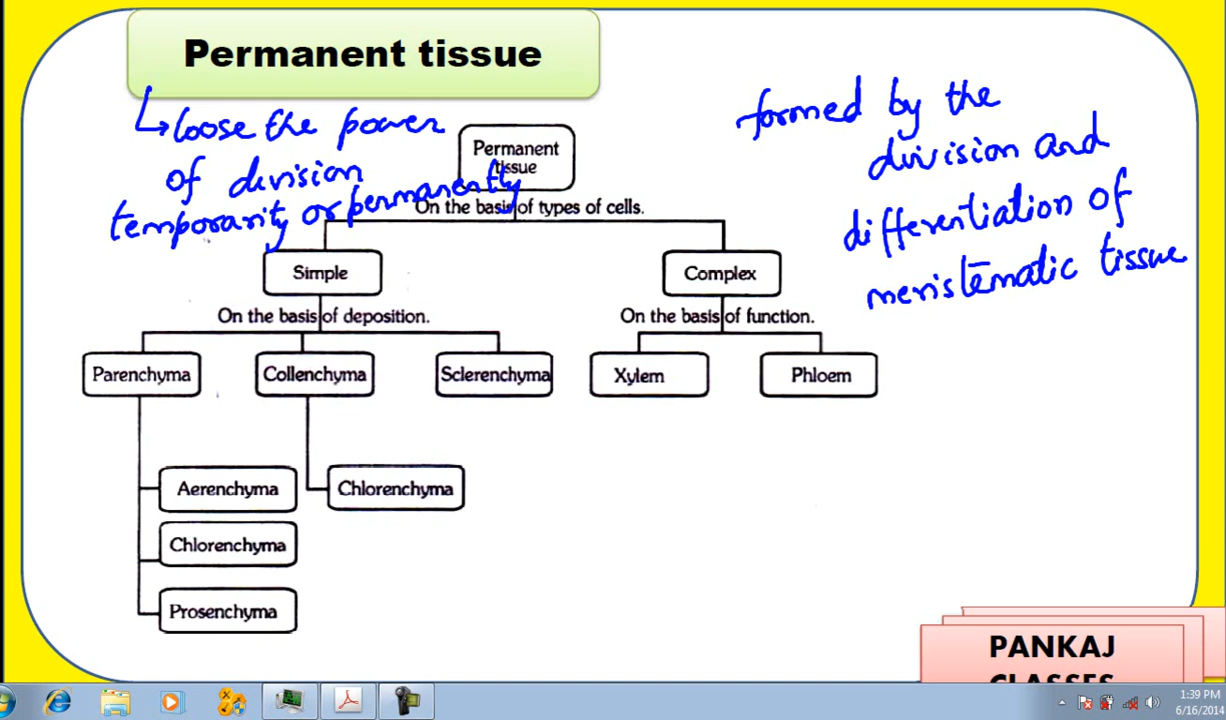 Permanent tissue
loose the power
of division
temporarity or permanently
formed by the
division and
differentiation of
meristematic tissue
Permanent
tissue
On the basis of types of cells.
Simple
Complex
On the basis of deposition.
On the basis of function.
Parenchyma
Collenchyma
Sclerenchyma
Xylem
Phloem
Aerenchyma
Chlorenchyma
Chlorenchyma
Prosenchyma
PANKAJ
CLASSES
1:39 PM
6/16/2014